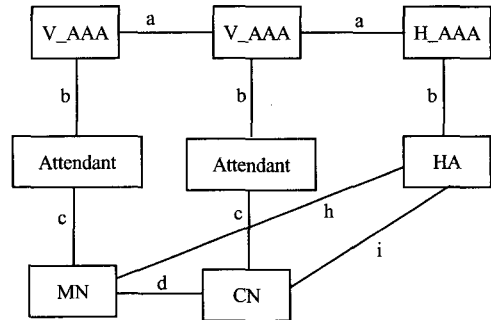 a a
V_AAA V_AAA H_AAA
b b b
Attendant Attendant HA
c c h
i
MN d CN